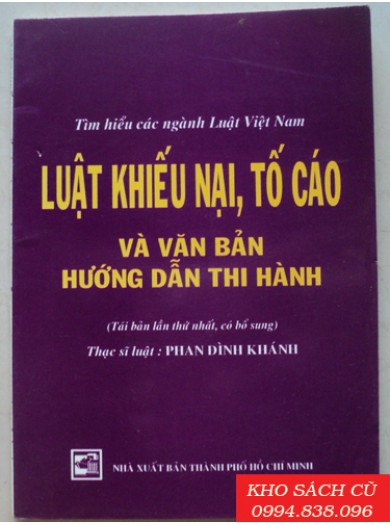 Tìm hiểu các ngành Luật Việt Nam
LUẬT KHIẾU NẠI, TỐ CÁO
VÀ VĂN BẢN
HƯỚNG DẪN THI HÀNH
(Tái bản lần thứ nhất, có bổ sung)
Thạc sĩ luật : PHAN ĐÌNH KHÁNH
NHÀ XUẤT BẢN THÀNH PHỐ HỒ CHÍ MINH
KHO SÁCH CŨ
0994.838.096